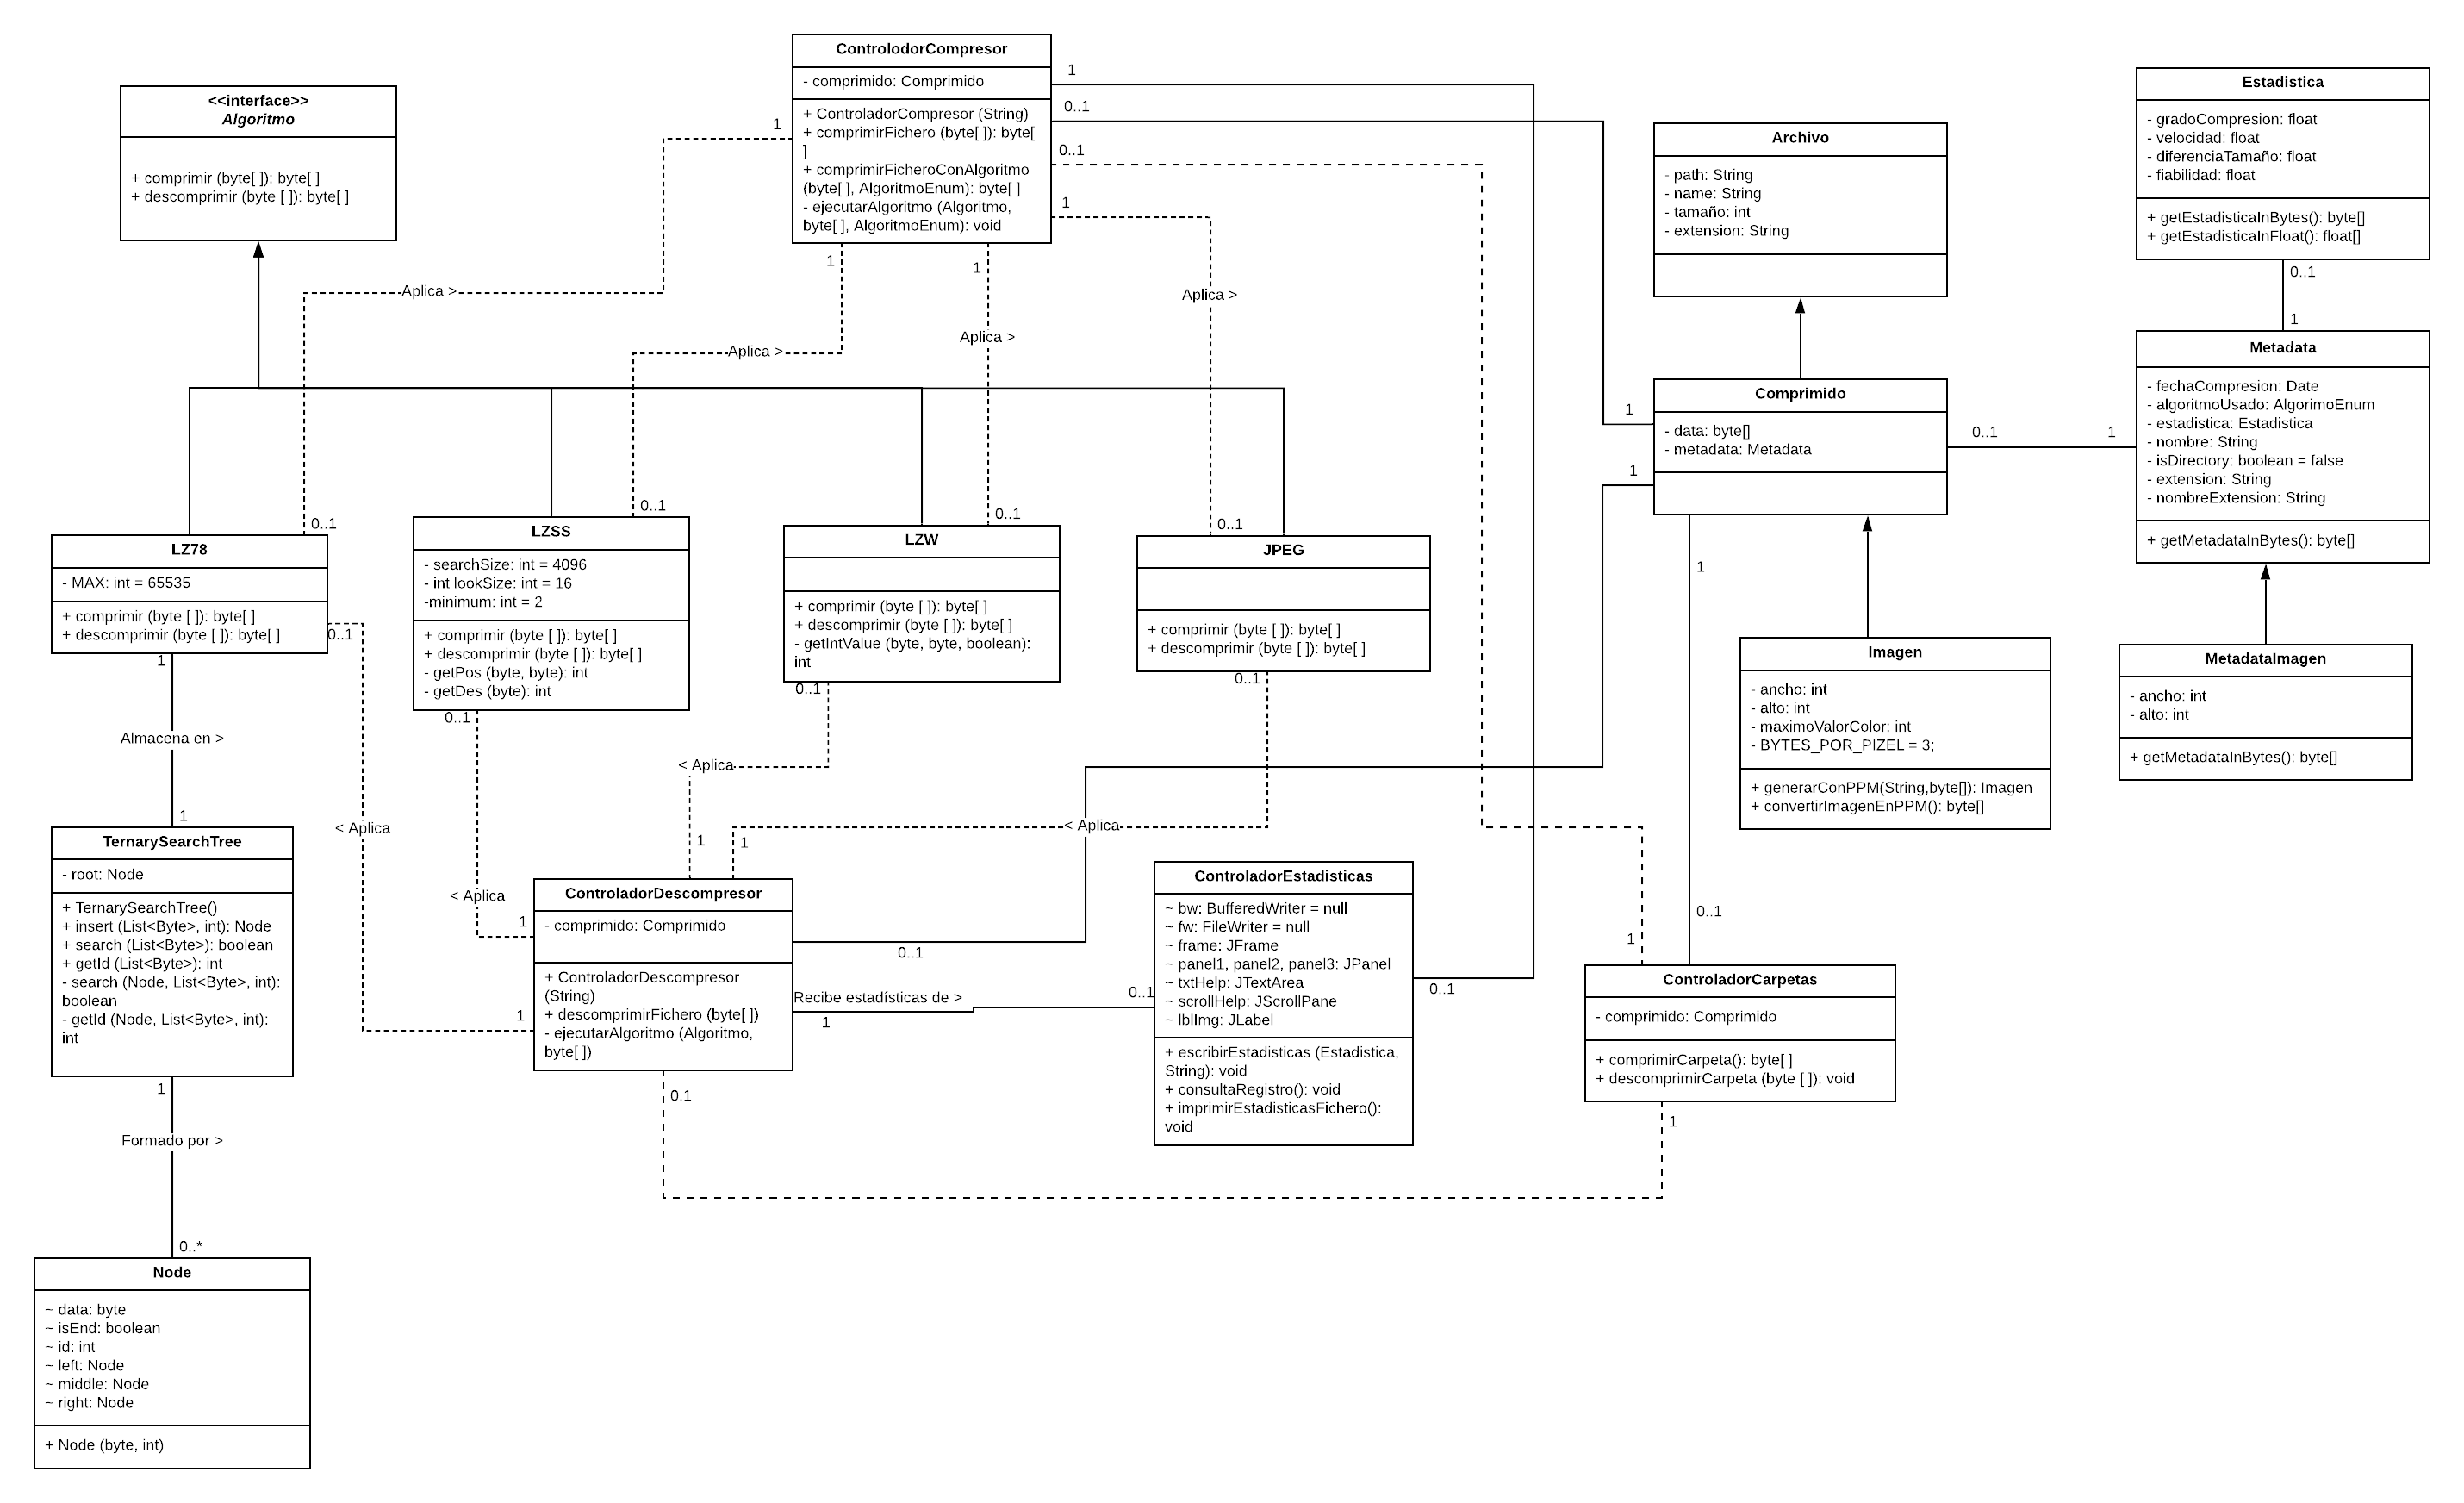 ControlodorCompresor
- comprimido: Comprimido
+ ControladorCompresor (String)
+ comprimirFichero (byte[ ]): byte[
]
+ comprimirFicheroConAlgoritmo
(byte[ ], AlgoritmoEnum): byte[ ]
- ejecutarAlgoritmo (Algoritmo,
byte[ ], AlgoritmoEnum): void
<<interface>>
Algoritmo
+ comprimir (byte[ ]): byte[ ]
+ descomprimir (byte [ ]): byte[ ]
1
0..1
0..1
1
1
1
1
Aplica >
Aplica >
Aplica >
Aplica >
Archivo
- path: String
- name: String
- tamaño: int
- extension: String
Estadistica
- gradoCompresion: float
- velocidad: float
- diferenciaTamaño: float
- fiabilidad: float
+ getEstadisticaInBytes(): byte[]
+ getEstadisticaInFloat(): float[]
0..1
1
Metadata
- fechaCompresion: Date
- algoritmoUsado: AlgorimoEnum
- estadistica: Estadistica
- nombre: String
- isDirectory: boolean = false
- extension: String
- nombreExtension: String
+ getMetadataInBytes(): byte[]
Comprimido
- data: byte[]
- metadata: Metadata
1
1
0..1
1
1
0..1
0..1
0..1
0..1
LZ78
- MAX: int = 65535
+ comprimir (byte [ ]): byte[ ]
+ descomprimir (byte [ ]): byte[ ]
0..1
1
LZSS
- searchSize: int = 4096
- int lookSize: int = 16
-minimum: int = 2
+ comprimir (byte [ ]): byte[ ]
+ descomprimir (byte [ ]): byte[ ]
- getPos (byte, byte): int
- getDes (byte): int
0..1
LZW
+ comprimir (byte [ ]): byte[ ]
+ descomprimir (byte [ ]): byte[ ]
- getIntValue (byte, byte, boolean):
int
0..1
JPEG
+ comprimir (byte [ ]): byte[ ]
+ descomprimir (byte [ ]): byte[ ]
0..1
Imagen
- ancho: int
- alto: int
- maximoValorColor: int
- BYTES_POR_PIZEL = 3;
+ generarConPPM(String,byte[]): Imagen
+ convertirImagenEnPPM(): byte[]
MetadataImagen
- ancho: int
- alto: int
+ getMetadataInBytes(): byte[]
Almacena en >
1
< Aplica
< Aplica
< Aplica
< Aplica
1
1
1
1
TernarySearchTree
- root: Node
+ TernarySearchTree()
+ insert (List<Byte>, int): Node
+ search (List<Byte>): boolean
+ getId (List<Byte>): int
- search (Node, List<Byte>, int):
boolean
- getId (Node, List<Byte>, int):
int
ControladorDescompresor
- comprimido: Comprimido
+ ControladorDescompresor
(String)
+ descomprimirFichero (byte[ ])
- ejecutarAlgoritmo (Algoritmo,
byte[ ])
0..1
Recibe estadísticas de >
1
0..1
0.1
ControladorEstadisticas
~ bw: BufferedWriter = null
~ fw: FileWriter = null
~ frame: JFrame
~ panel1, panel2, panel3: JPanel
~ txtHelp: JTextArea
~ scrollHelp: JScrollPane
~ lblImg: JLabel
+ escribirEstadisticas (Estadistica,
String): void
+ consultaRegistro(): void
+ imprimirEstadisticasFichero():
void
0..1
1
0..1
ControladorCarpetas
- comprimido: Comprimido
+ comprimirCarpeta(): byte[ ]
+ descomprimirCarpeta (byte [ ]): void
1
1
Formado por >
0..*
Node
~ data: byte
~ isEnd: boolean
~ id: int
~ left: Node
~ middle: Node
~ right: Node
+ Node (byte, int)